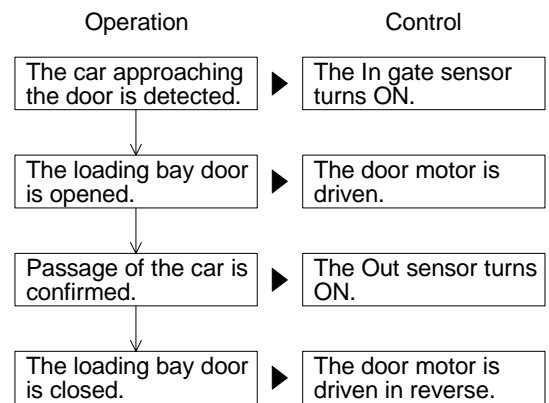 Operation
Control
The car approaching
the door is detected.
The In gate sensor
turns ON.
The loading bay door
is opened.
The door motor is
driven.
Passage of the car is
confirmed.
The Out sensor turns
ON.
The loading bay door
is closed.
The door motor is
driven in reverse.